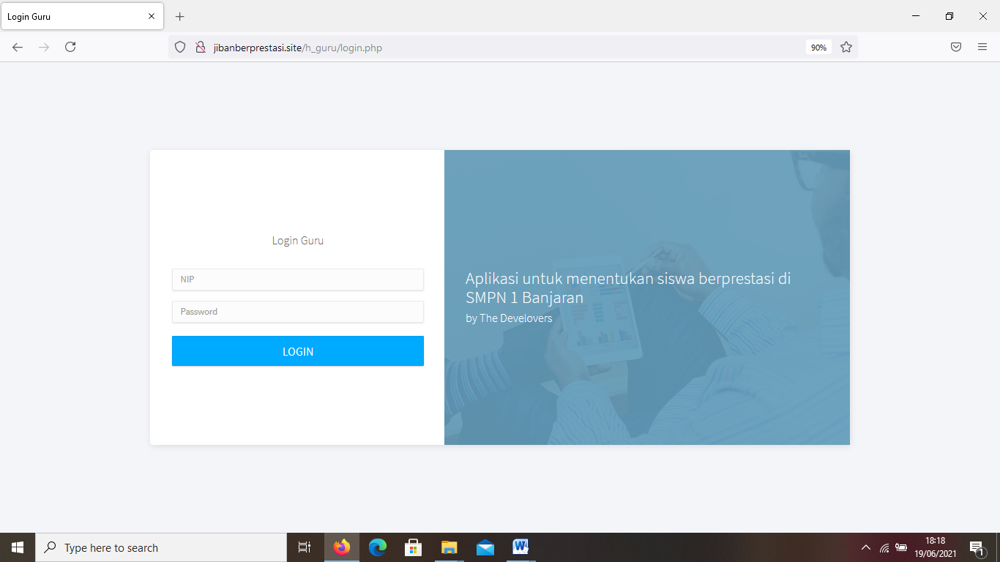 Login Guru
jibanberprestasi.site/h_guru/login.php
90%
Login Guru
NIP
Password
LOGIN
Aplikasi untuk menentukan siswa berprestasi di
SMPN 1 Banjaran
by The Develovers
Type here to search
18:18
19/06/2021
1